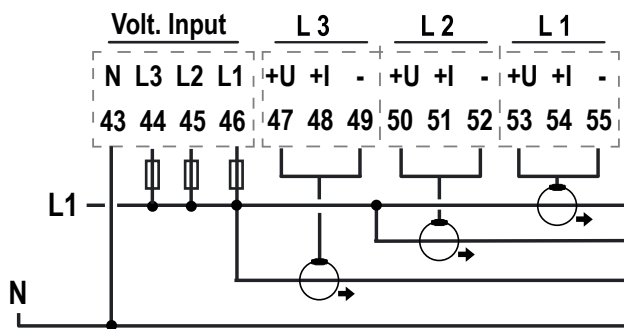 Volt. Input L 3 L 2 L 1
N L3 L2 L1 +U +I - +U +I - +U +I -
43 44 45 46 47 48 49 50 51 52 53 54 55
L1
N